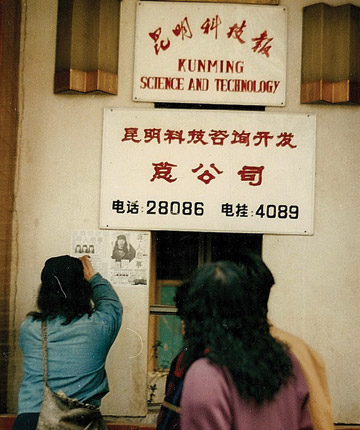 昆明科技报
KUNMING
SCIENCE AND TECHNOLOGY
昆明科技咨询开发
总公司
电话:28086 电挂:4089